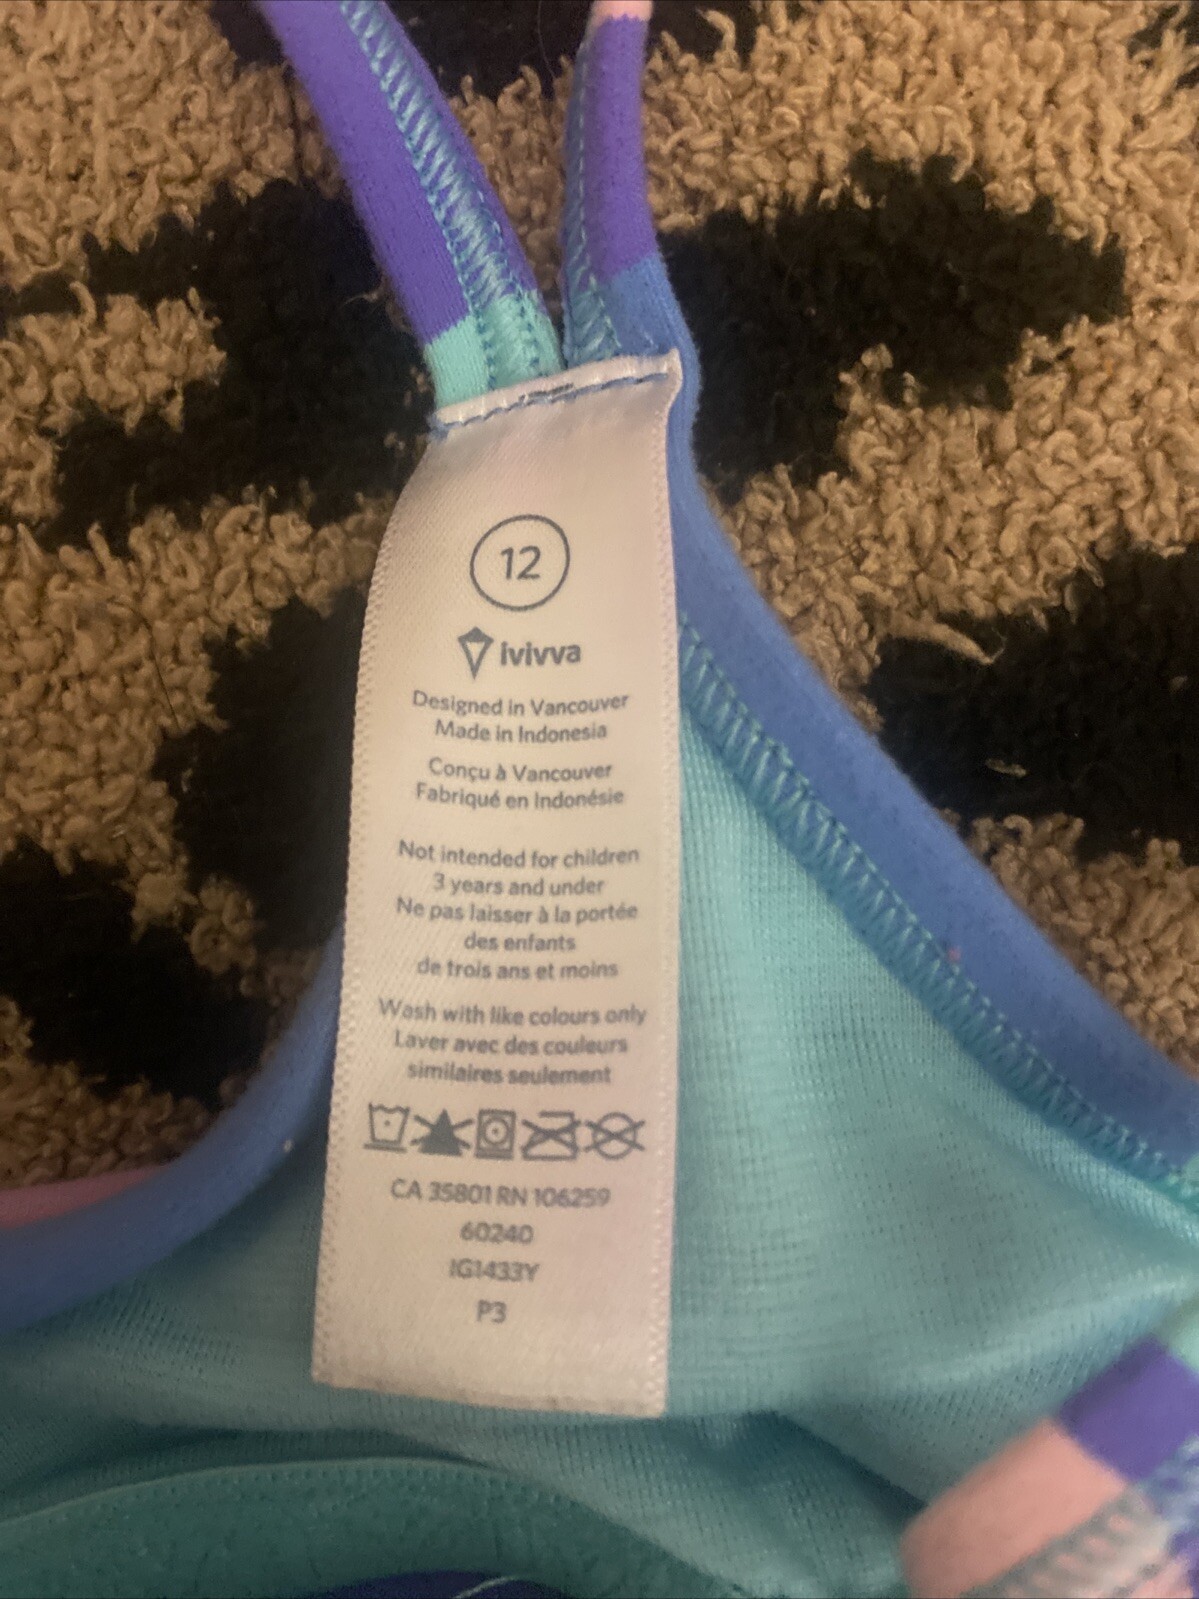 12
ivivva
Designed in Vancouver
Made in Indonesia
Conçu à Vancouver
Fabriqué en Indonésie
Not intended for children
3 years and under
Ne pas laisser à la portée
des enfants
de trois ans et moins
Wash with like colours only
Laver avec des couleurs
similaires seulement
CA 35801 RN 106259
60240
IG1433Y
P3